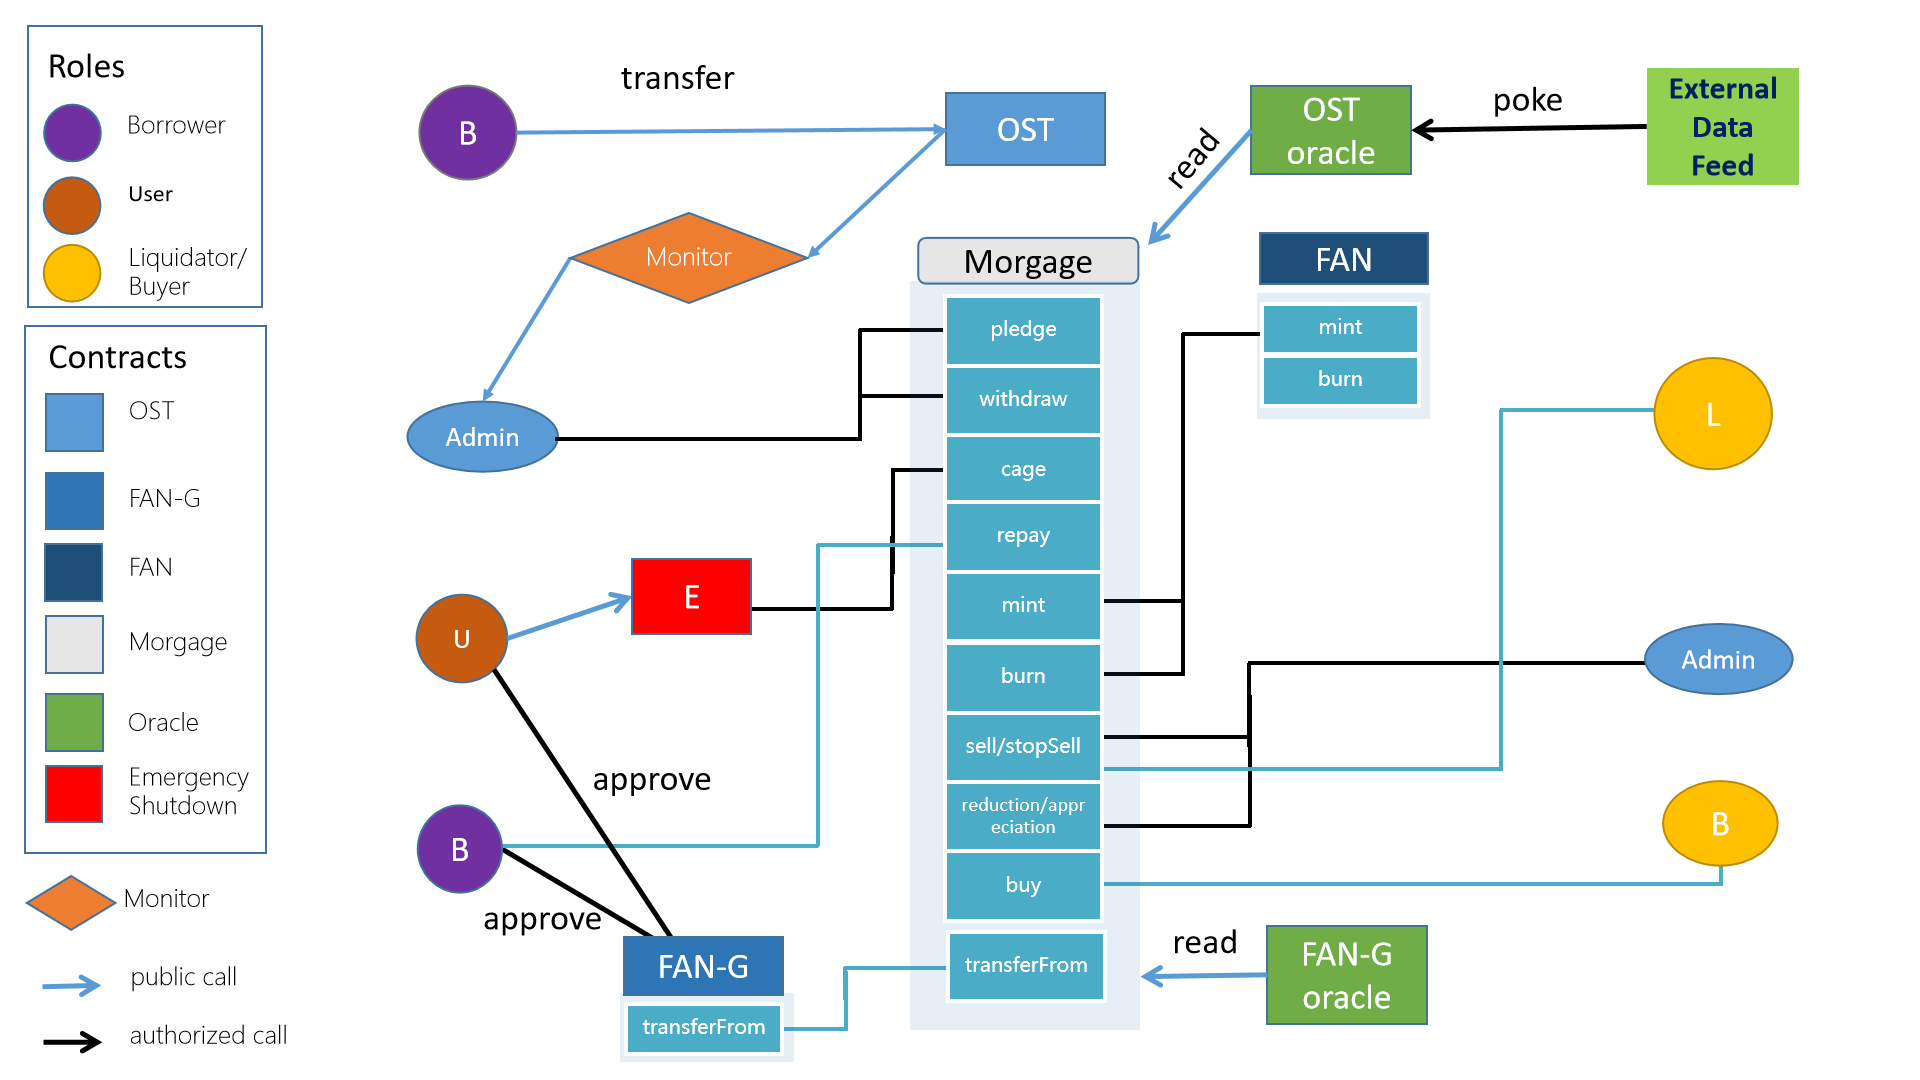 Roles
Borrower
User
Liquidator/
Buyer
Contracts
OST
FAN-G
FAN
Morgage
Oracle
Emergency
Shutdown
Monitor
public call
authorized call
B
transfer
OST
OST
oracle
poke
External
Data
Feed
read
Monitor
Morgage
FAN
pledge
withdraw
cage
repay
mint
burn
sell/stopSell
reduction/appr
eciation
buy
transferFrom
mint
burn
Admin
L
E
U
Admin
approve
B
approve
B
FAN-G
transferFrom
read
FAN-G
oracle